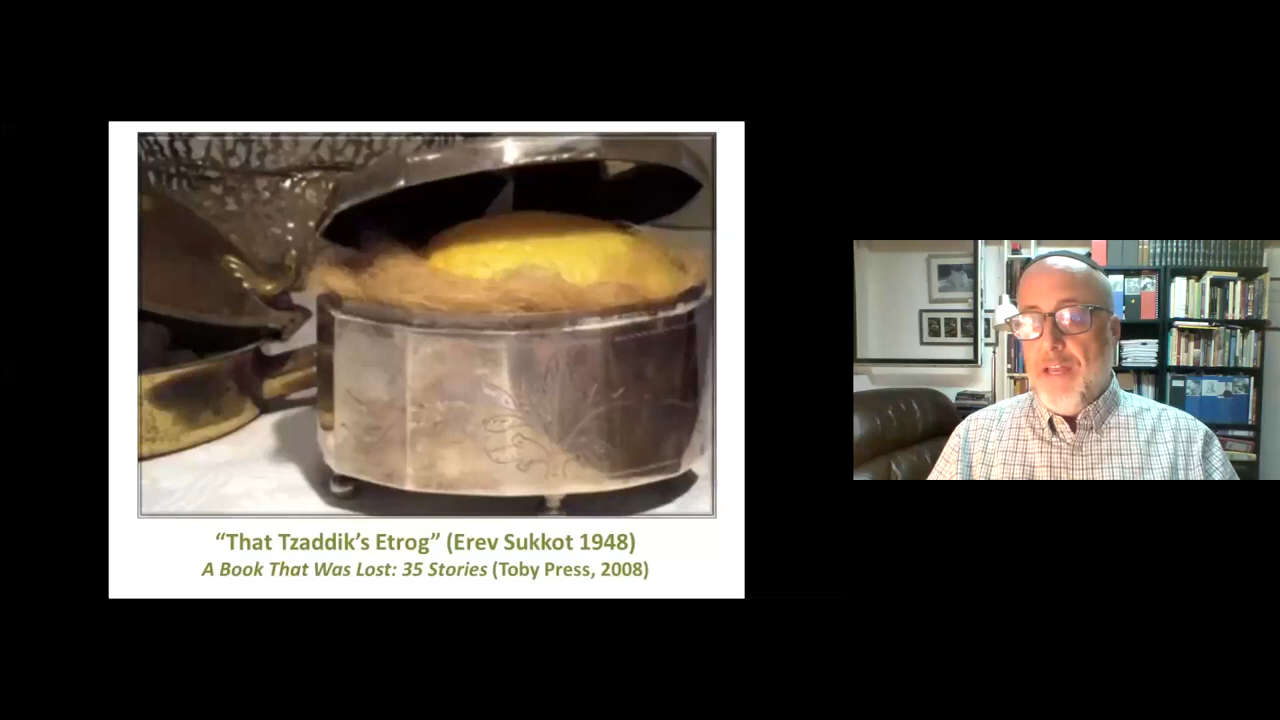 “That Tzaddik’s Etrog” (Erev Sukkot 1948)
A Book That Was Lost: 35 Stories (Toby Press, 2008)